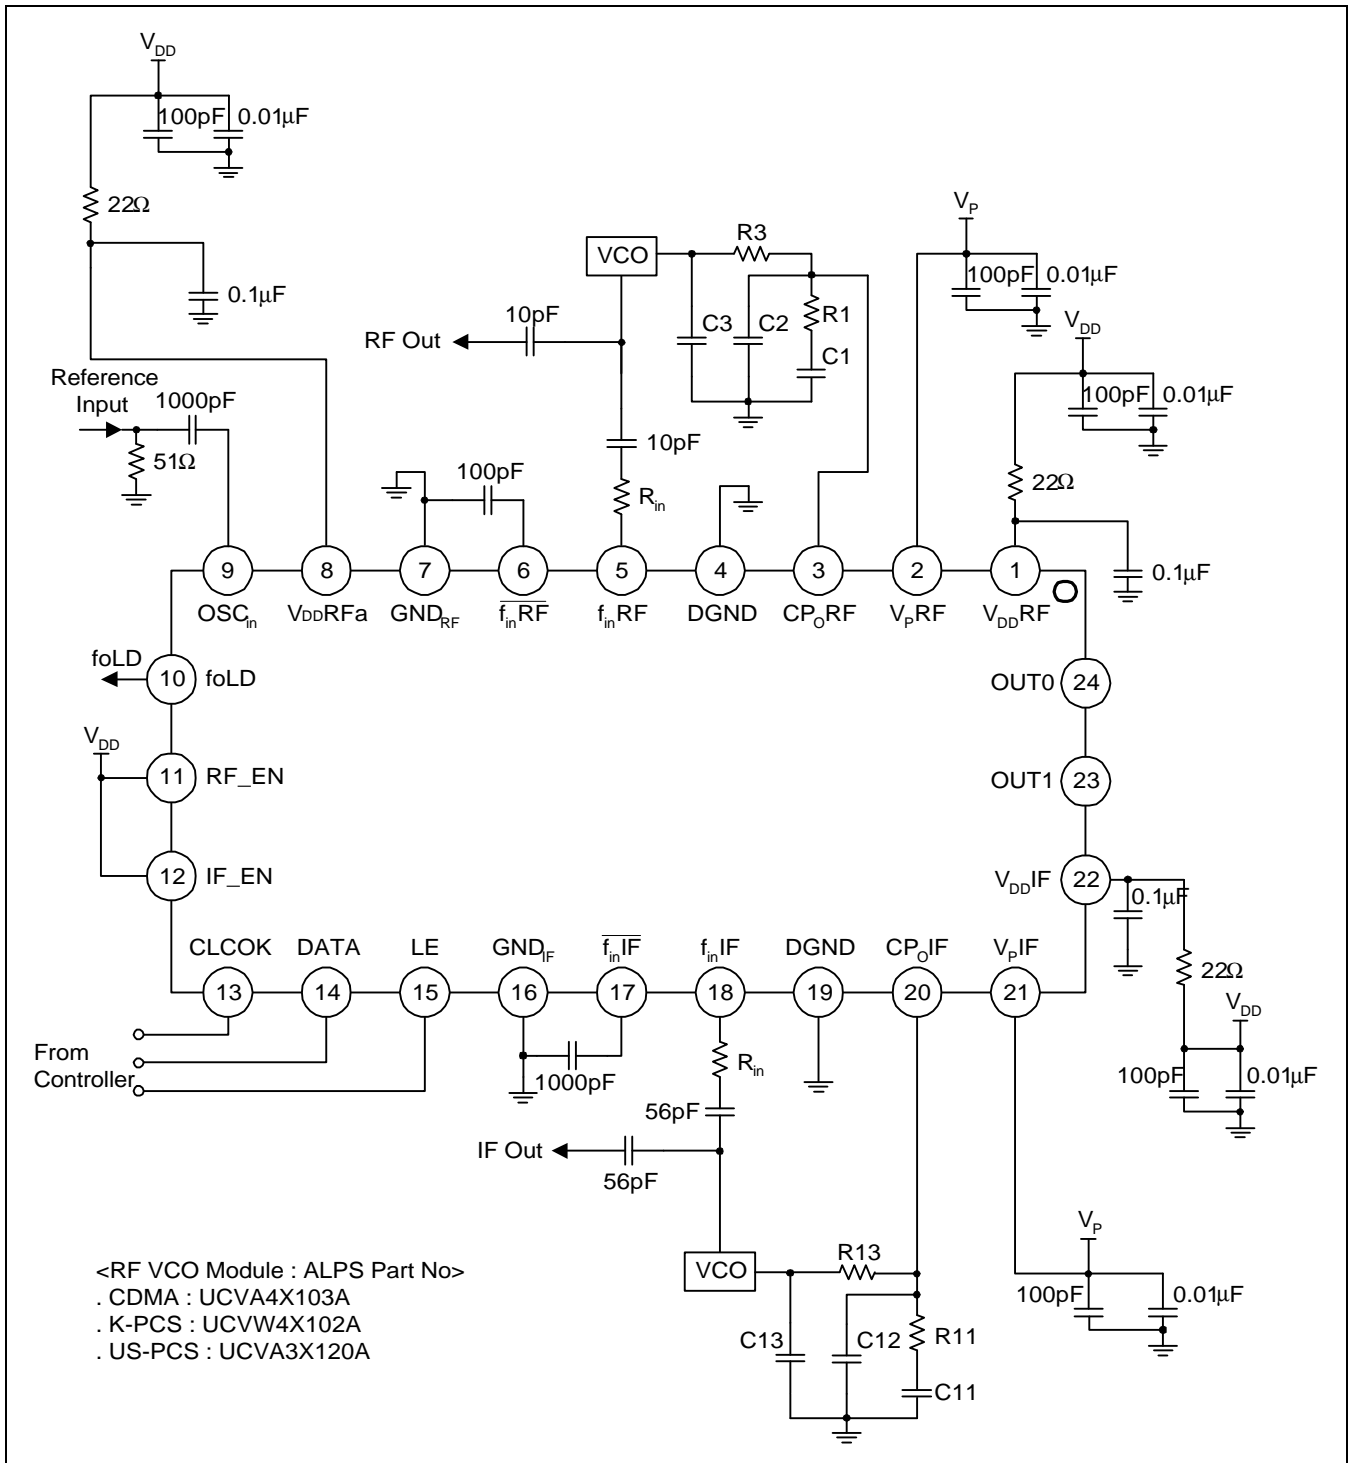 VDD
100pF 0.01µF
22Ω
0.1µF
VP
R3
VCO
100pF 0.01µF
10pF
C3 C2 R1
VDD
RF Out
C1
Reference
Input
1000pF
100pF 0.01µF
10pF
51Ω
100pF
22Ω
Rin
0.1µF
9 8 7 6 5 4 3 2 1
OSCin VDDRFa GNDRF finRF finRF DGND CPORF VPRF VDDRF
foLD
10 foLD
OUT0 24
VDD
11 RF_EN
OUT1 23
12 IF_EN
VDDIF 22
0.1µF
CLCOK DATA LE GNDIF finIF finIF DGND CPOIF VPIF
22Ω
13 14 15 16 17 18 19 20 21
VDD
From
Controller
Rin
1000pF
100pF 0.01µF
56pF
IF Out
56pF
VP
R13
VCO
<RF VCO Module : ALPS Part No>
100pF 0.01µF
. CDMA : UCVA4X103A
. K-PCS : UCVW4X102A
C13 C12 R11
. US-PCS : UCVA3X120A
C11